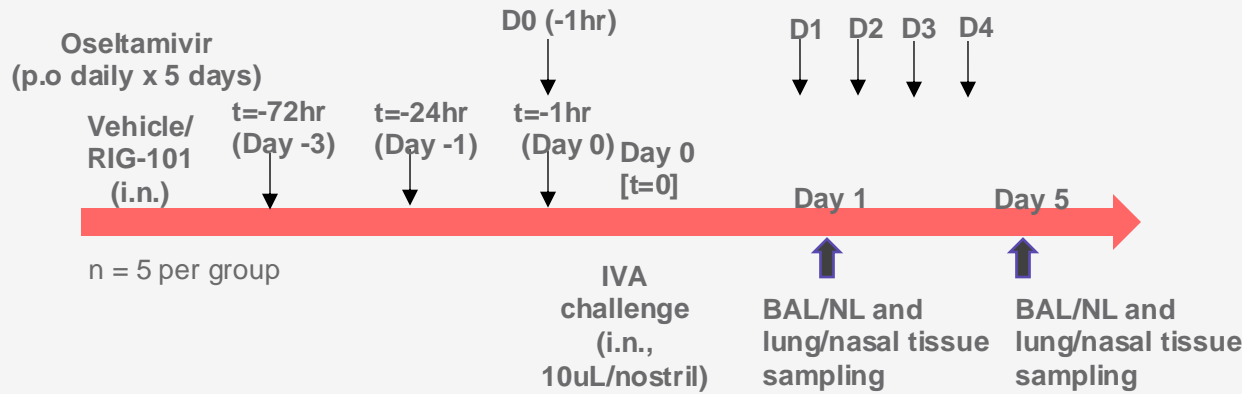 D0 (-1hr)
D1
D2
D3
D4
Oseltamivir
(p.o daily x 5 days)
Vehicle/
RIG-101
(i.n.)
t=-72hr
(Day -3)
t=-24hr
(Day -1)
t=-1hr
(Day 0)
Day 0
[t=0]
Day 1
Day 5
n = 5 per group
IVA
challenge
(i.n.,
10uL/nostril)
BAL/NL and
lung/nasal tissue
sampling
BAL/NL and
lung/nasal tissue
sampling